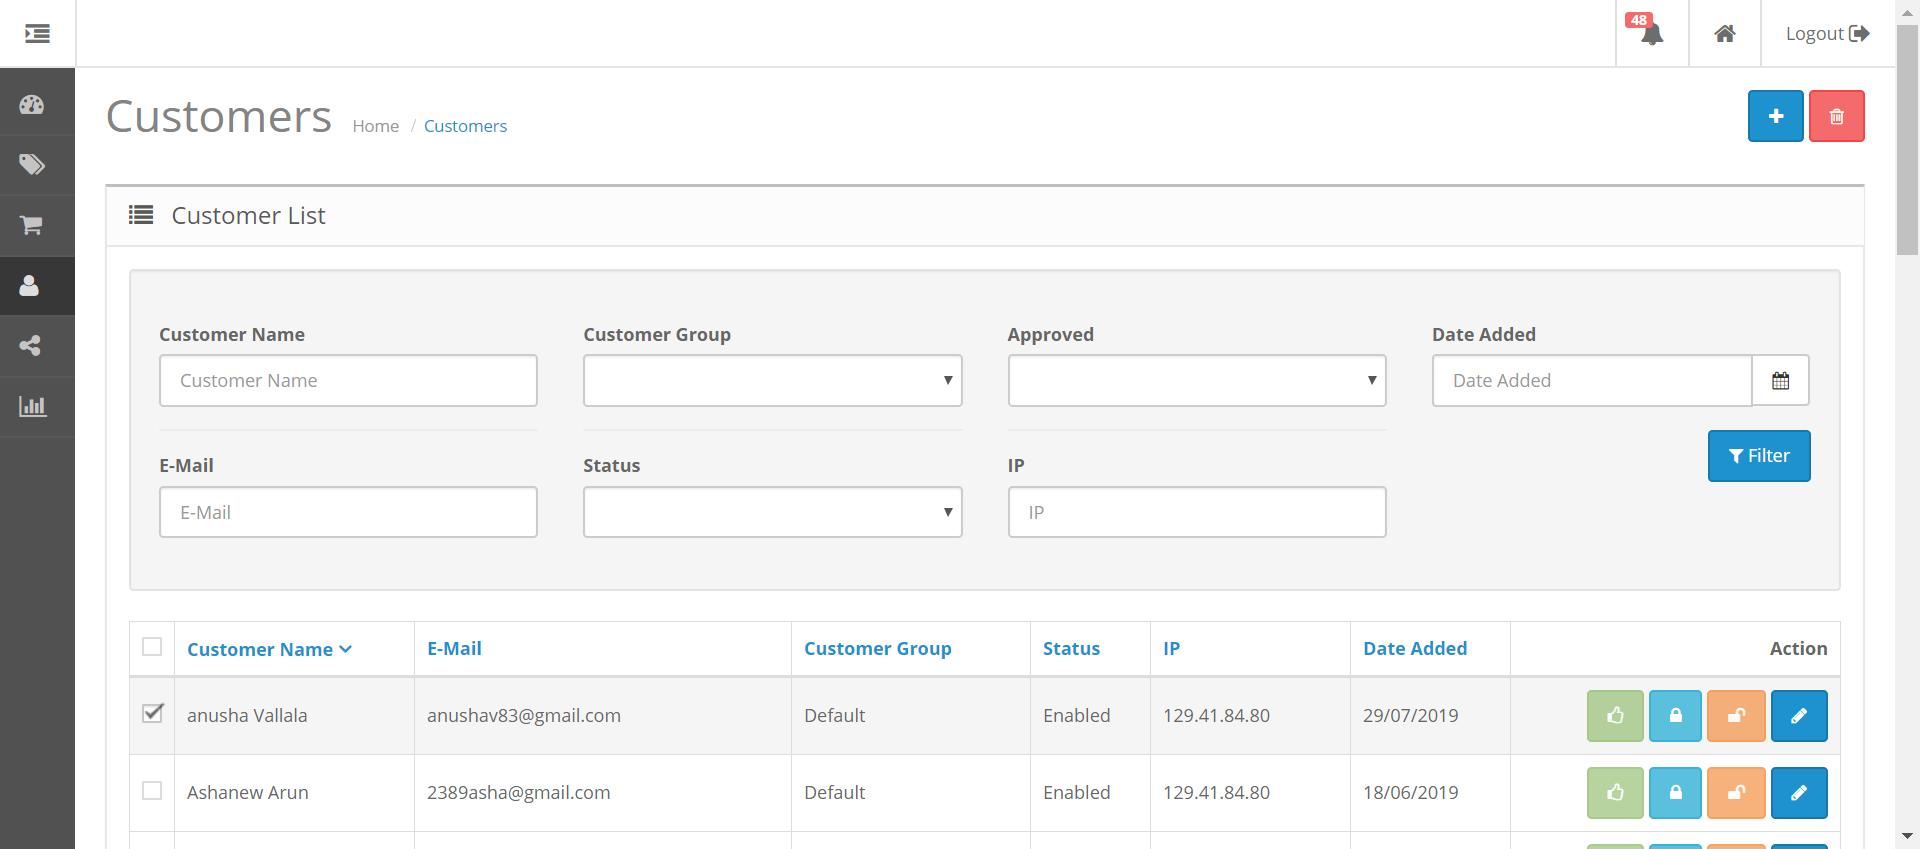 48
Logout
Customers Home / Customers
Customer List
Customer Name Customer Group Approved Date Added
Customer Name Date Added
Filter
E-Mail Status IP
E-Mail IP
Customer Name E-Mail Customer Group Status IP Date Added Action
anusha Vallala anushav83@gmail.com Default Enabled 129.41.84.80 29/07/2019
Ashanew Arun 2389asha@gmail.com Default Enabled 129.41.84.80 18/06/2019